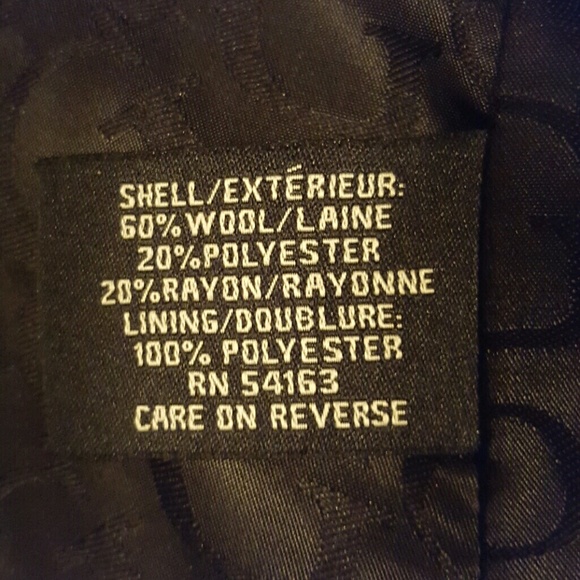 SHELL/EXTÉRIEUR:
60% WOOL/LAINE
20%POLYESTER
20%RAYON/RAYONNE
LINING/DOUBLURE:
100% POLYESTER
RN 54163
CARE ON REVERSE